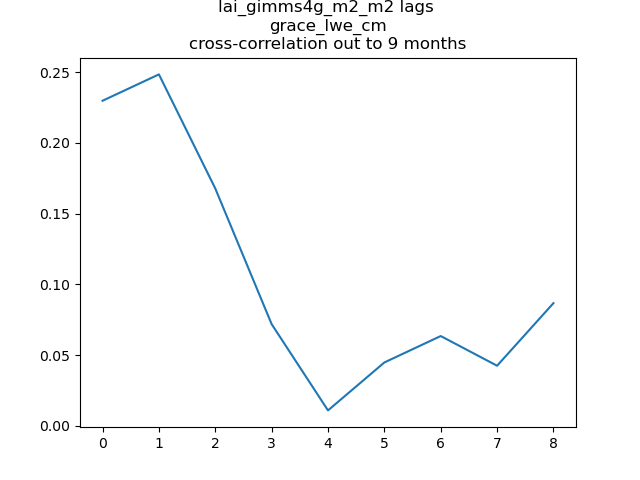 lai_gimms4g_m2_m2 lags
grace_lwe_cm
cross-correlation out to 9 months
0.25
0.20
0.15
0.10
0.05
0.00
0 1 2 3 4 5 6 7 8